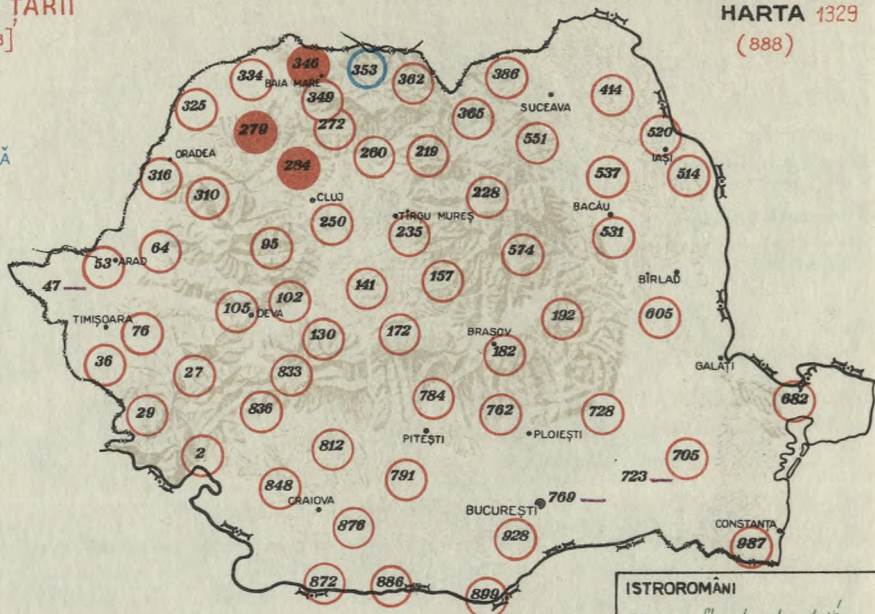 ȚĂRII
HARTA 1329
(888)
346
353
334
BAIA MARE
362
386
349
SUCEAVA
414
325
365
272
279
520
551
IAȘI
ORADEA
260
219
284
316
537
514
310
228
CLUJ
250
TÎRGU MUREȘ
BACĂU
235
531
64
95
574
53
ARAD
47
157
BÎRLAD
141
102
105
DEVA
TIMIȘOARA
76
130
172
192
605
BRAȘOV
182
36
27
833
GALAȚI
29
836
784
762
728
682
PITEȘTI
PLOIEȘTI
2
812
705
848
791
723
CRAIOVA
BUCUREȘTI
769
876
928
CONSTANȚA
987
872
886
899
ISTROROMÂNI